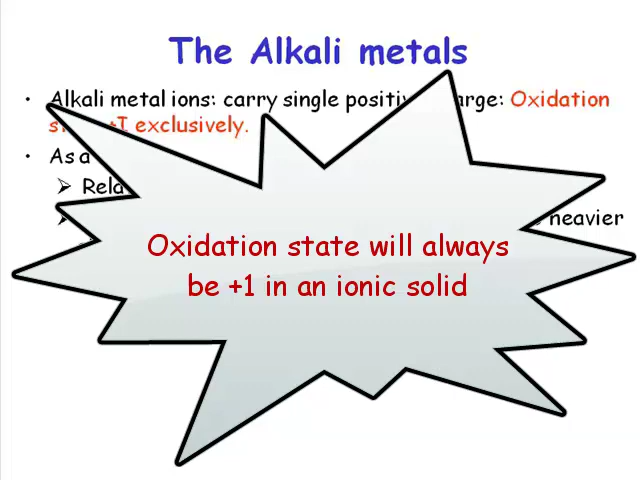 The Alkali metals
• Alkali metal ions: carry single positiv arge: Oxidation
s +I exclusively.
• As a
➢ Rela
➢ heavier
Oxidation state will always
be +1 in an ionic solid